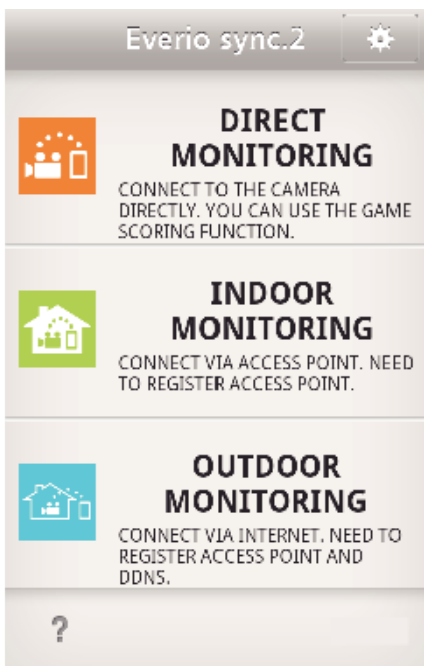 Everio sync.2
DIRECT
MONITORING
CONNECT TO THE CAMERA
DIRECTLY. YOU CAN USE THE GAME
SCORING FUNCTION.
INDOOR
MONITORING
CONNECT VIA ACCESS POINT. NEED
TO REGISTER ACCESS POINT.
OUTDOOR
MONITORING
CONNECT VIA INTERNET. NEED TO
REGISTER ACCESS POINT AND
DDNS.
?